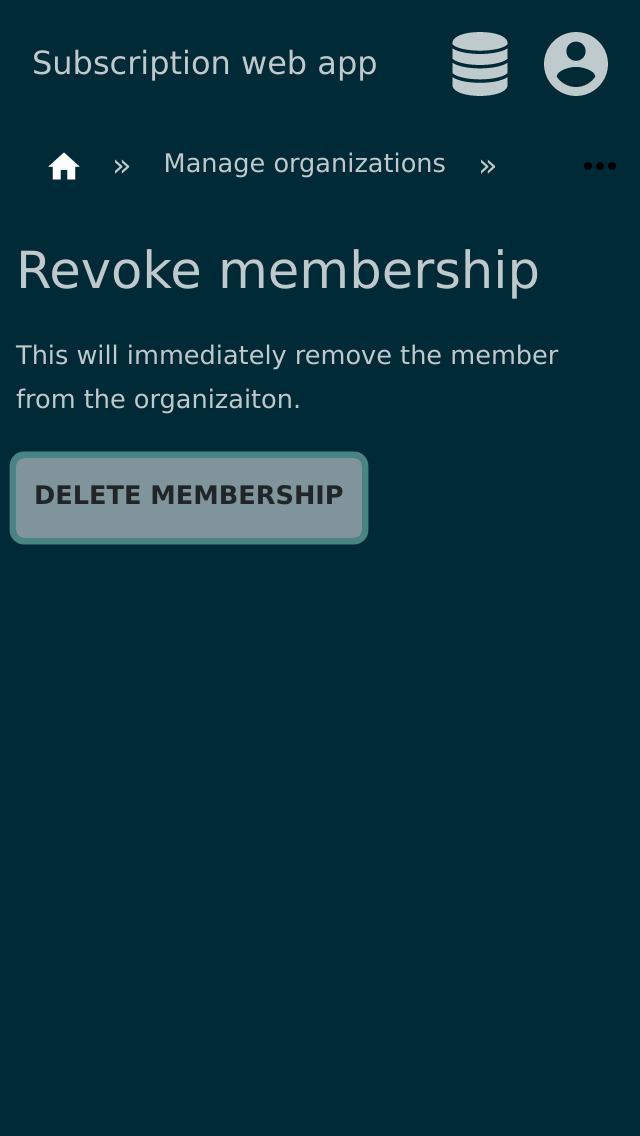 Subscription web app
» Manage organizations »
Revoke membership
This will immediately remove the member
from the organizaiton.
DELETE MEMBERSHIP